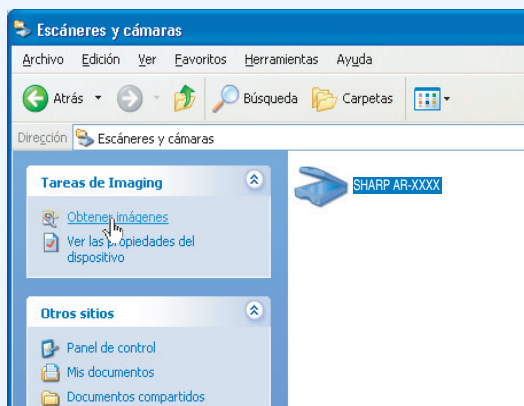 Escáneres y cámaras
Archivo Edición Ver Favoritos Herramientas Ayuda
Atrás Búsqueda Carpetas
Dirección Escáneres y cámaras
Tareas de Imaging
Obtener imágenes
Ver las propiedades del
dispositivo
SHARP AR-XXXX
Otros sitios
Panel de control
Mis documentos
Documentos compartidos